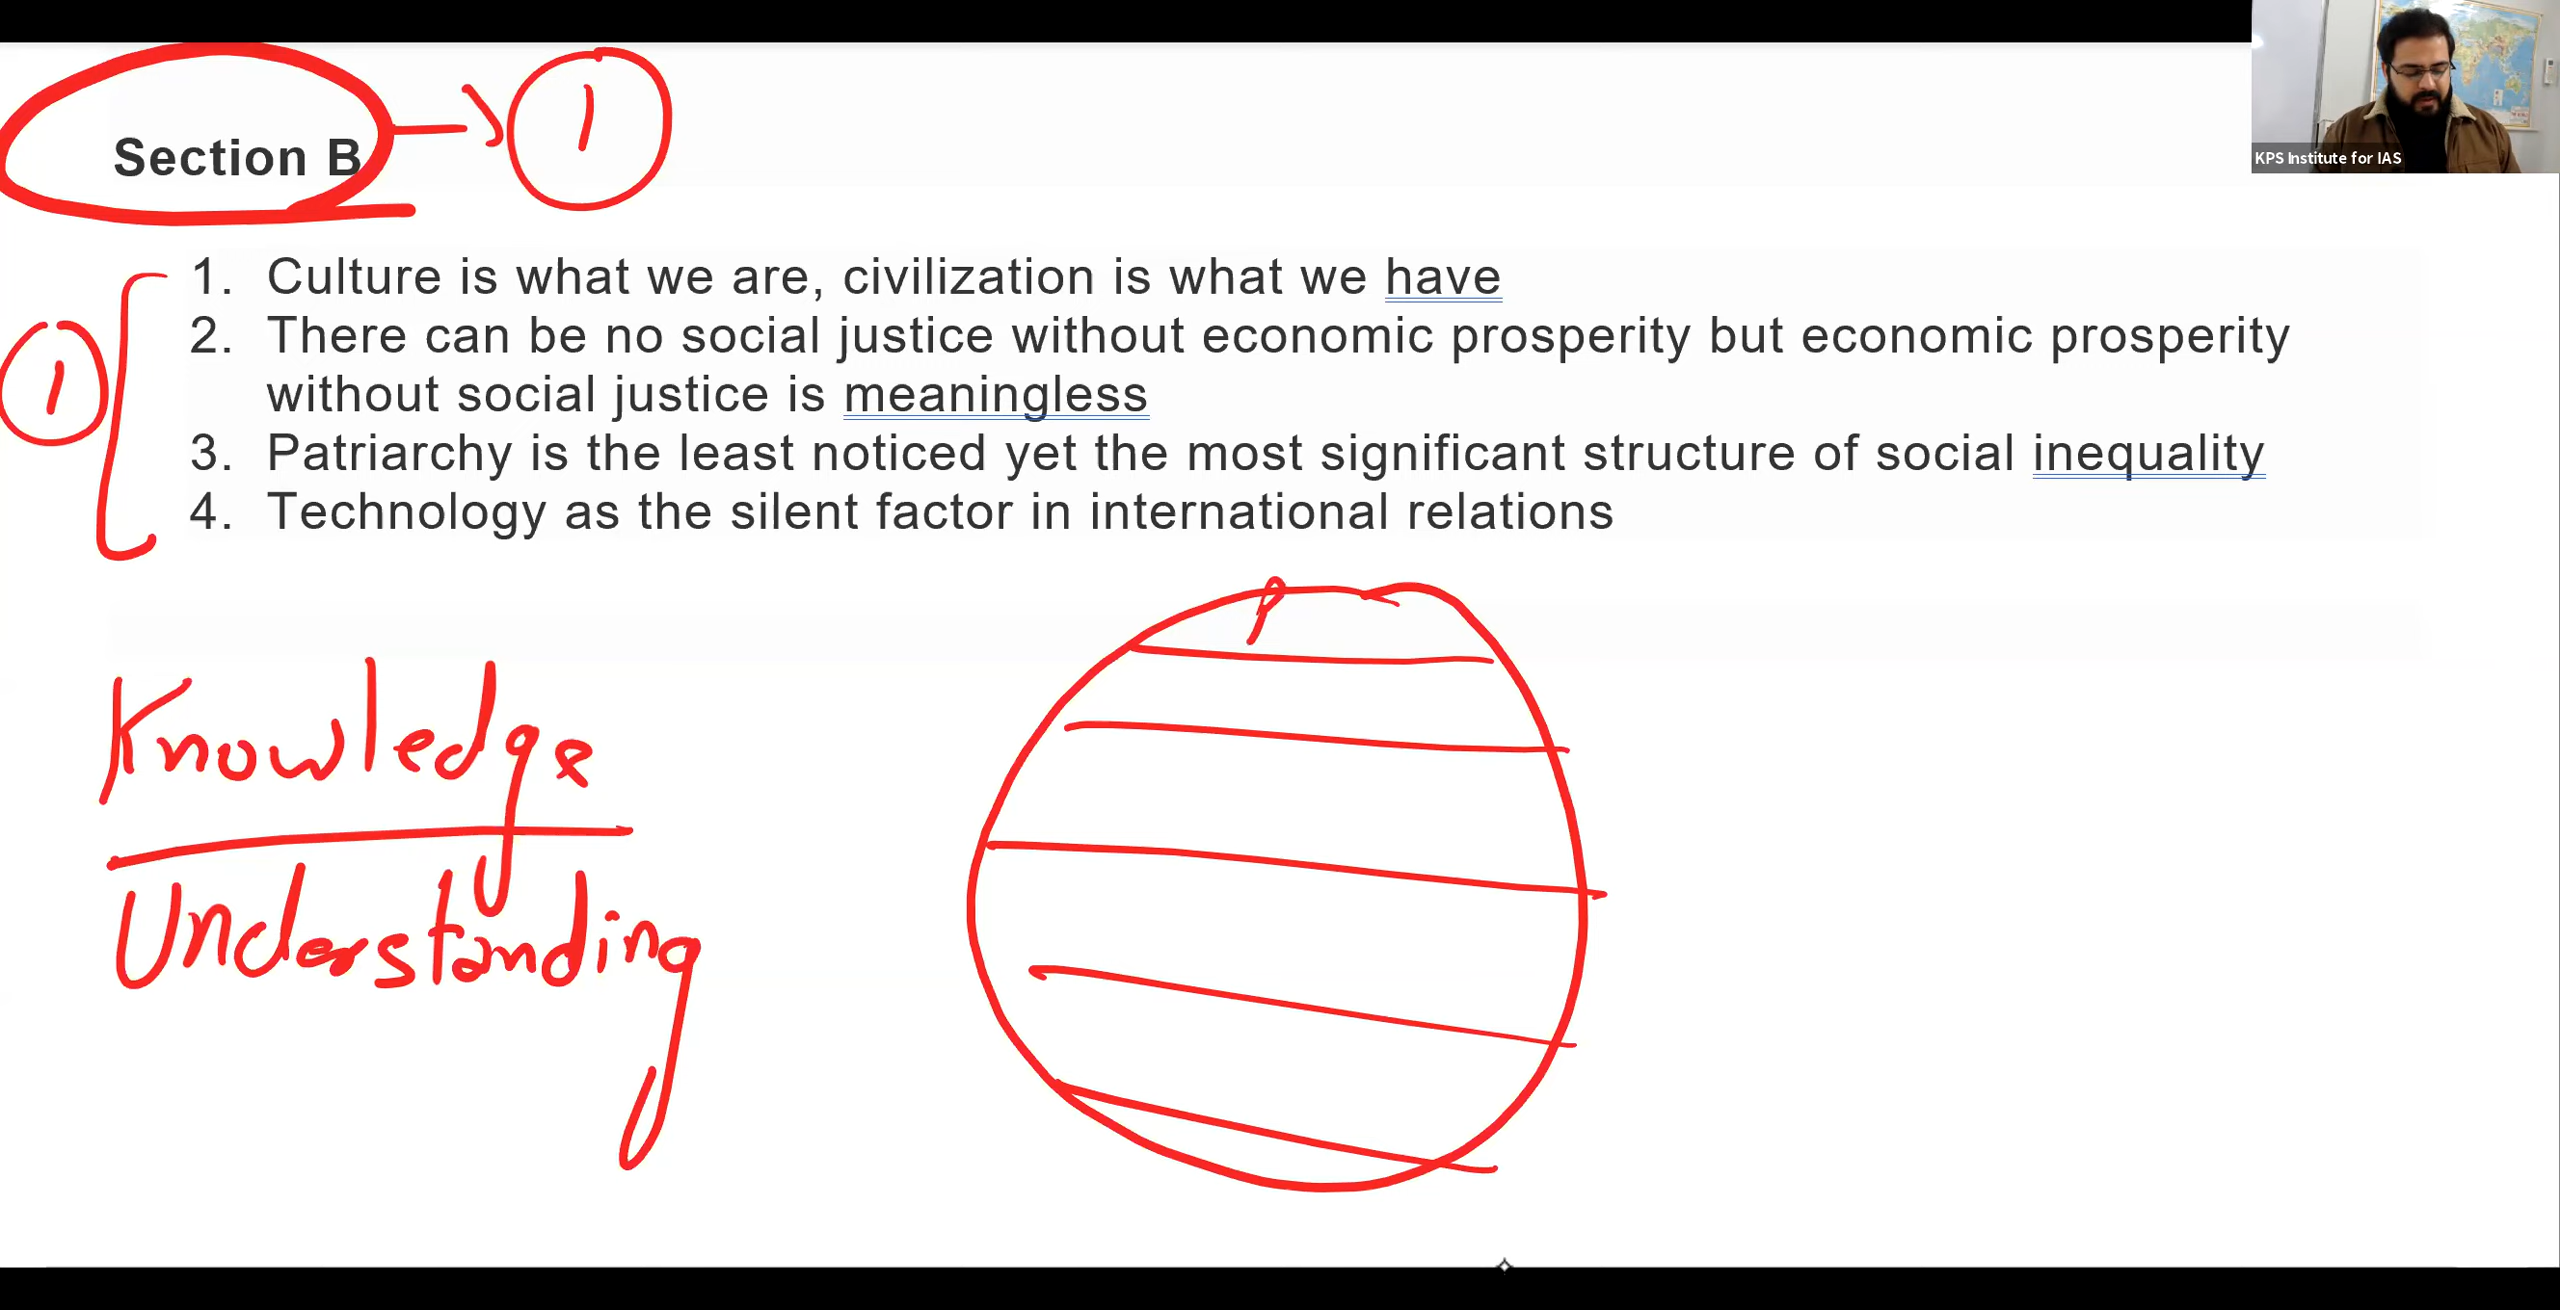 Section B
1
KPS Institute for IAS
1
1. Culture is what we are, civilization is what we have
2. There can be no social justice without economic prosperity but economic prosperity
without social justice is meaningless
3. Patriarchy is the least noticed yet the most significant structure of social inequality
4. Technology as the silent factor in international relations
Knowledge
Understanding